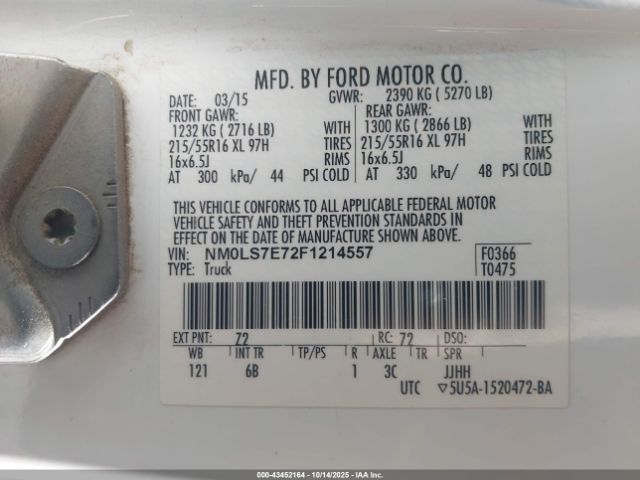 MFD. BY FORD MOTOR CO.
DATE: 03/15 GVWR: 2390 KG ( 5270 LB)
FRONT GAWR: REAR GAWR:
1232 KG ( 2716 LB) WITH 1300 KG ( 2866 LB) WITH
215/55R16 XL 97H TIRES 215/55R16 XL 97H TIRES
16x6.5J RIMS 16x6.5J RIMS
AT 300 kPa/ 44 PSI COLD AT 330 kPa/ 48 PSI COLD
THIS VEHICLE CONFORMS TO ALL APPLICABLE FEDERAL MOTOR
VEHICLE SAFETY AND THEFT PREVENTION STANDARDS IN
EFFECT ON THE DATE OF MANUFACTURE SHOWN ABOVE.
VIN: NM0LS7E72F1214557 F0366
TYPE: Truck T0475
EXT PNT: 72 RC: 72 DSO:
WB INT TR TP/PS R AXLE TR SPR
121 6B 1 3C JJHH
UTC ▽5U5A-1520472-BA
000-43452164 - 10/14/2025 - IAAI, Inc.